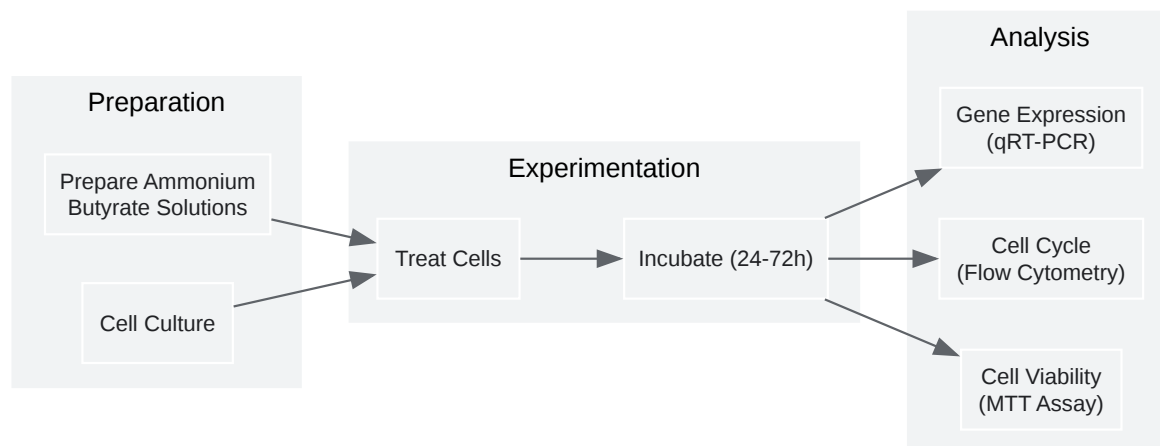 Preparation
Prepare Ammonium
Butyrate Solutions
Cell Culture
Experimentation
Treat Cells
Incubate (24-72h)
Analysis
Gene Expression
(qRT-PCR)
Cell Cycle
(Flow Cytometry)
Cell Viability
(MTT Assay)